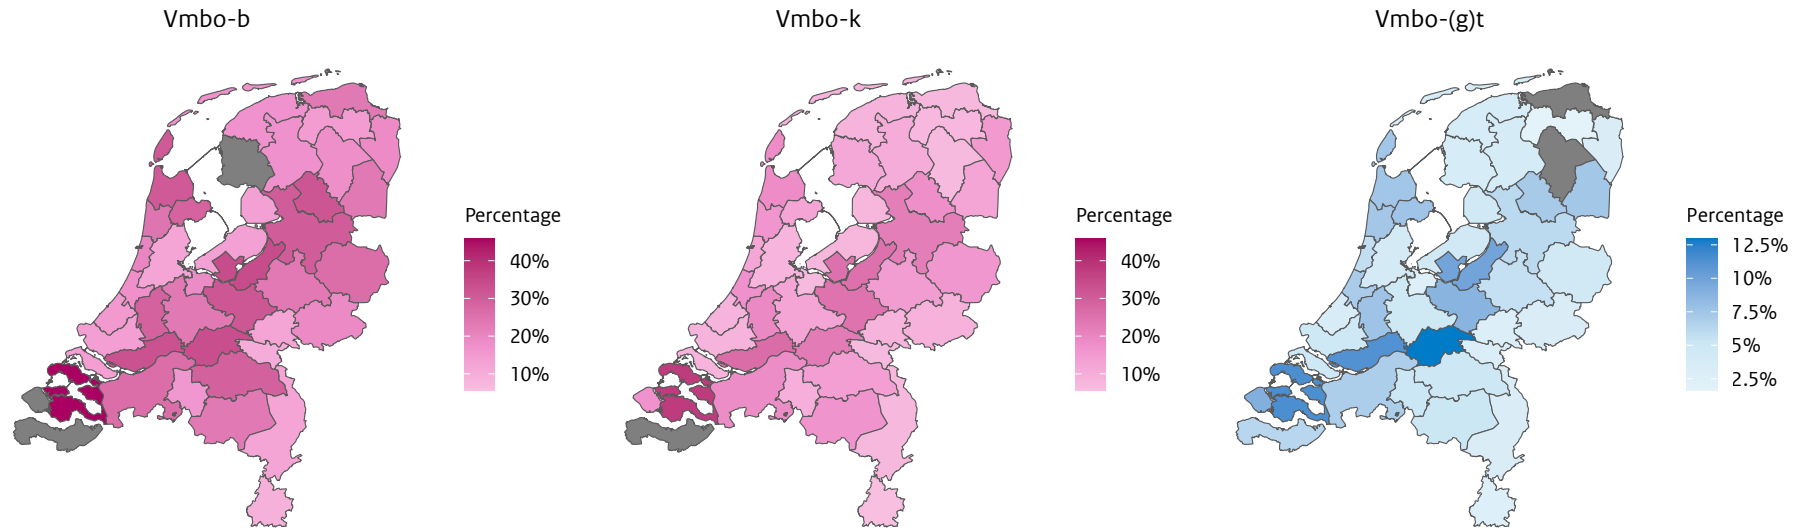 Vmbo-b
Vmbo-k
Vmbo-(g)t
Percentage
40%
30%
20%
10%
Percentage
40%
30%
20%
10%
Percentage
12.5%
10%
7.5%
5%
2.5%